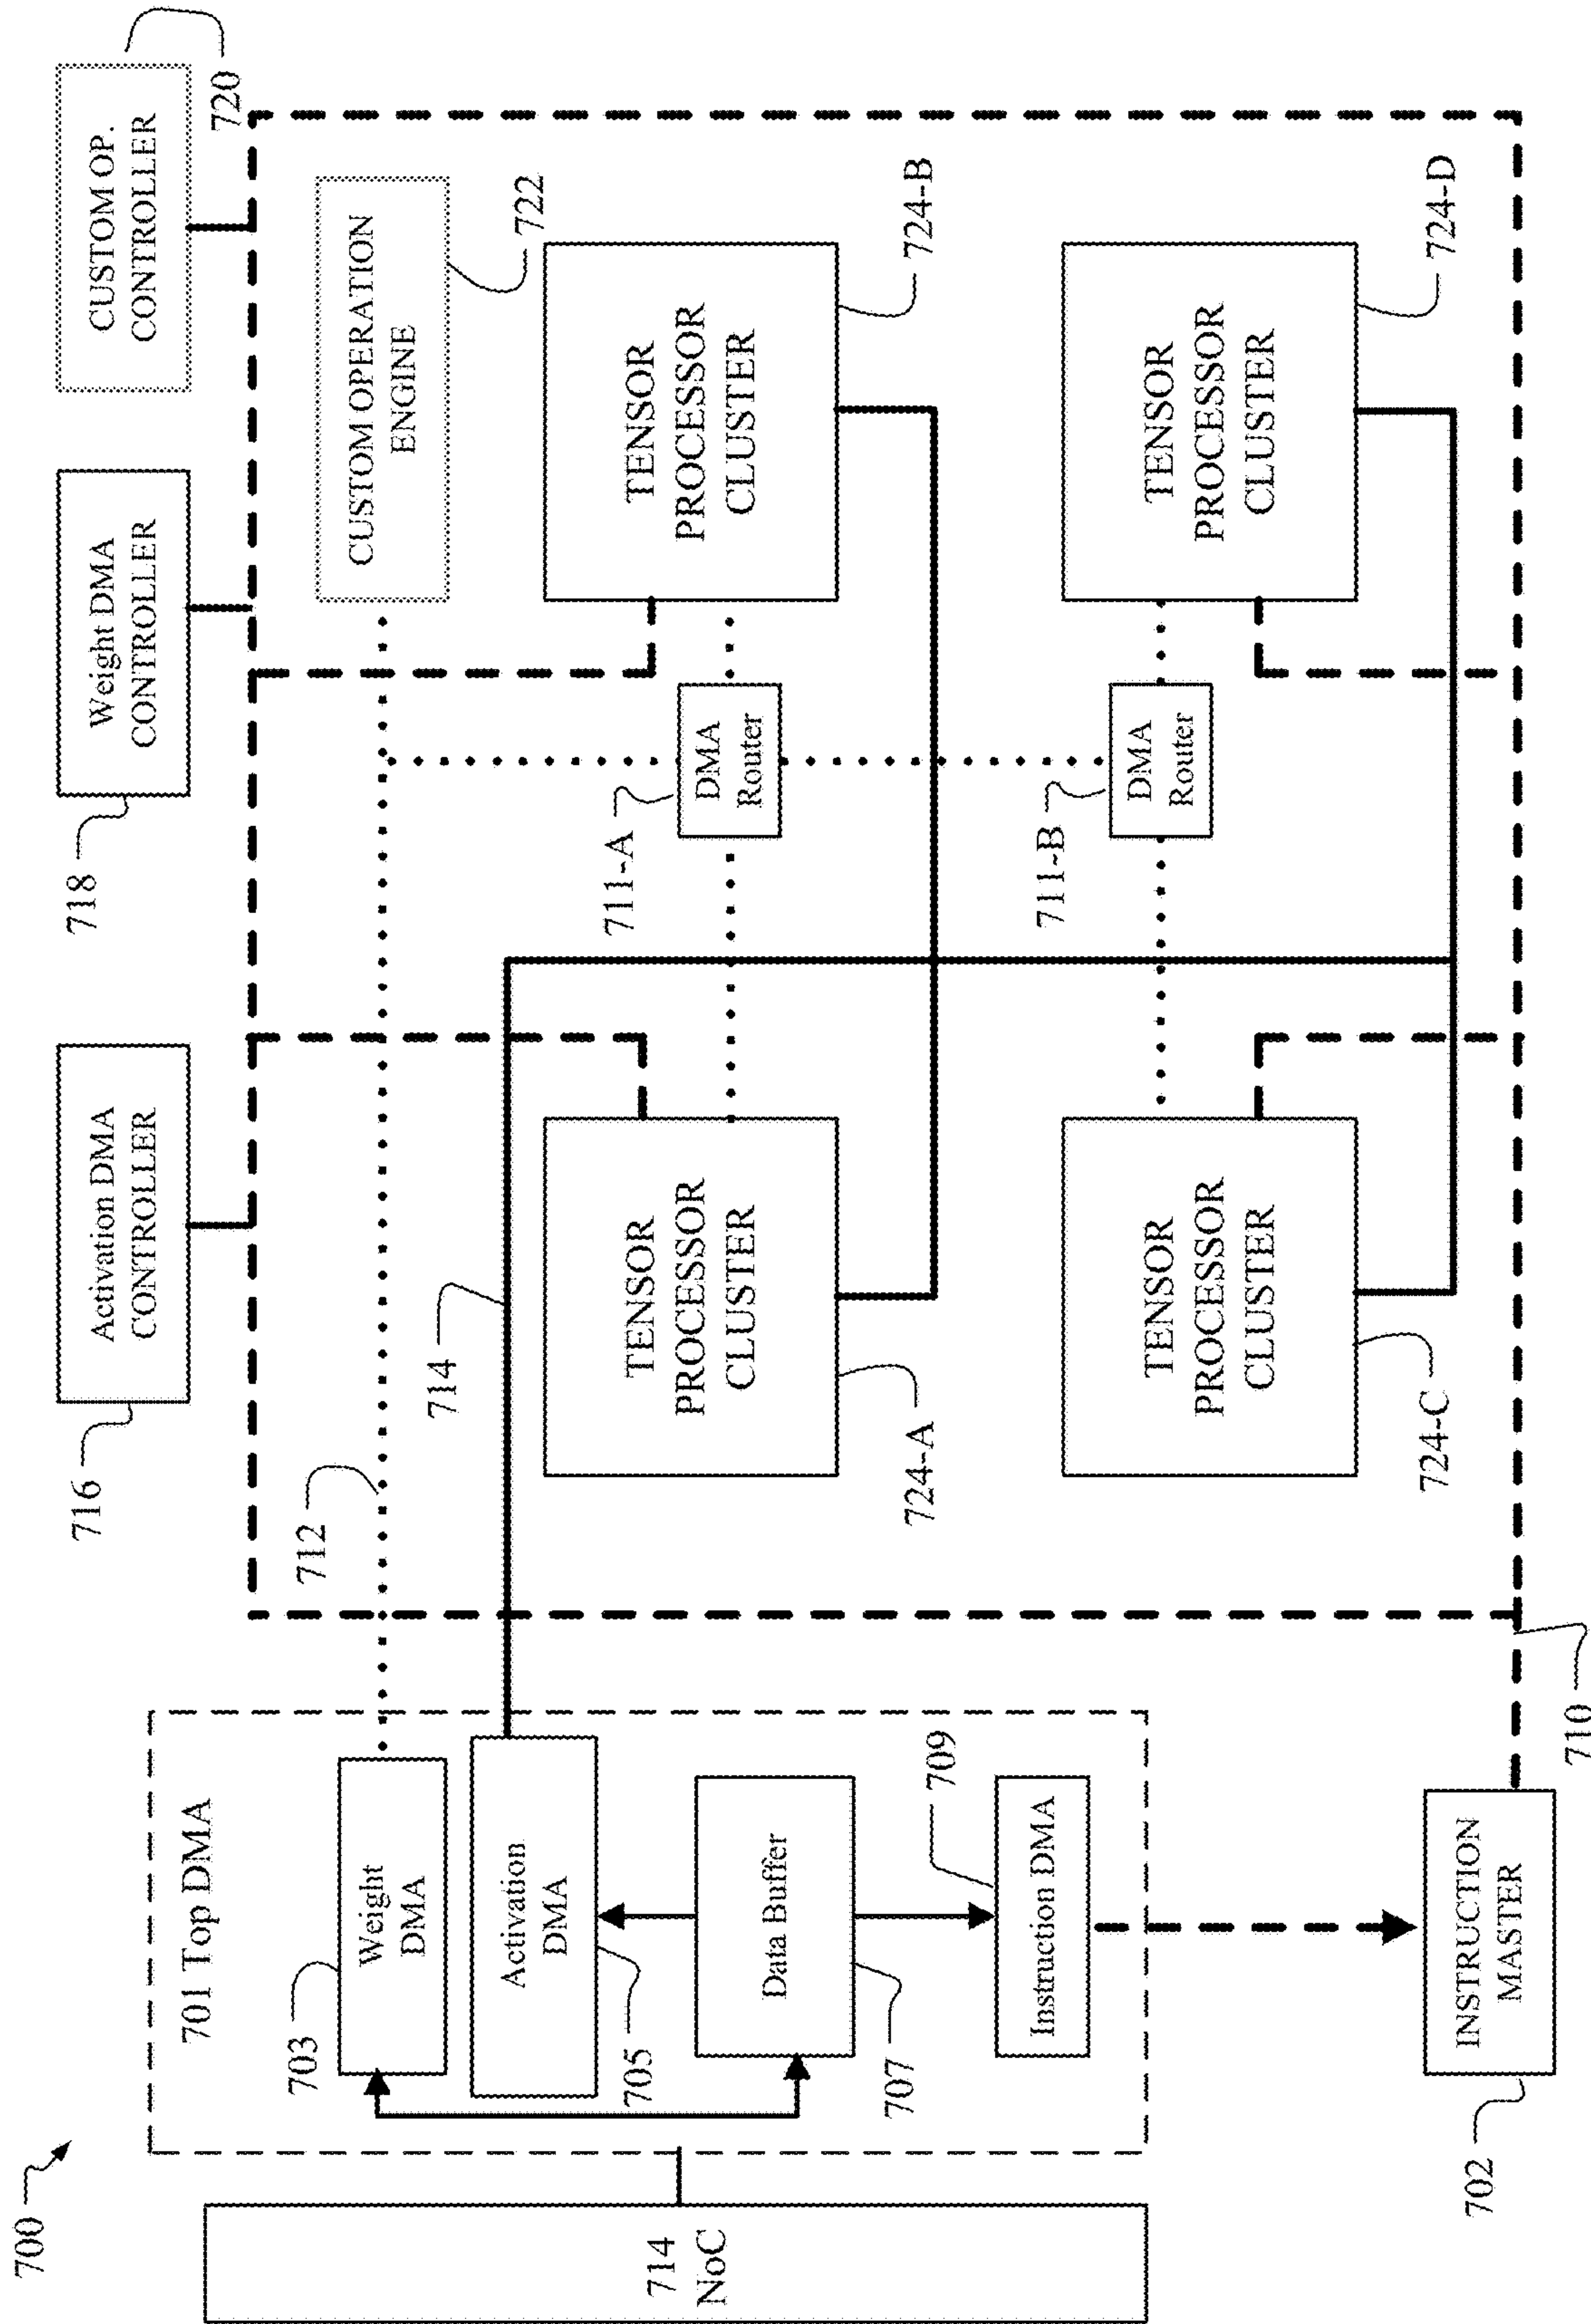 700
714
NoC
701 Top DMA
703
Weight
DMA
Activation
DMA
705
Data Buffer
707
709
Instruction DMA
702
INSTRUCTION
MASTER
710
712
714
716
Activation DMA
CONTROLLER
718
Weight DMA
CONTROLLER
CUSTOM OP.
CONTROLLER
720
CUSTOM OPERATION
ENGINE
722
TENSOR
PROCESSOR
CLUSTER
724-A
711-A
DMA
Router
TENSOR
PROCESSOR
CLUSTER
724-B
TENSOR
PROCESSOR
CLUSTER
724-C
711-B
DMA
Router
TENSOR
PROCESSOR
CLUSTER
724-D